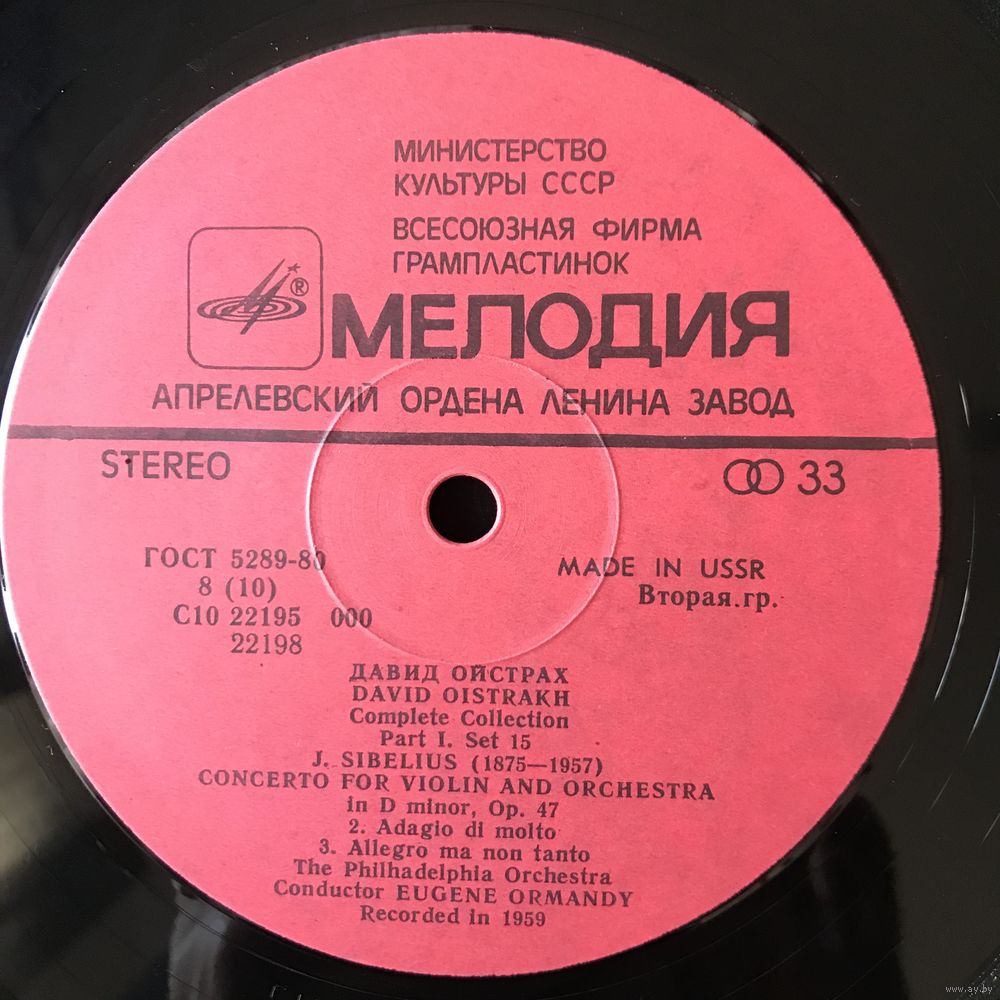 МИНИСТЕРСТВО
КУЛЬТУРЫ СССР
ВСЕСОЮЗНАЯ ФИРМА
ГРАМПЛАСТИНОК
®
МЕЛОДИЯ
АПРЕЛЕВСКИЙ ОРДЕНА ЛЕНИНА ЗАВОД
STEREO
33
ГОСТ 5289-80
8 (10)
С10 22195 000
22198
MADE IN USSR
Вторая.гр.
ДАВИД ОЙСТРАХ
DAVID OISTRAKH
Complete Collection
Part I. Set 15
J. SIBELIUS (1875—1957)
CONCERTO FOR VIOLIN AND ORCHESTRA
in D minor, Op. 47
2. Adagio di molto
3. Allegro ma non tanto
The Philhadelphia Orchestra
Conductor EUGENE ORMANDY
Recorded in 1959
www.ay.by